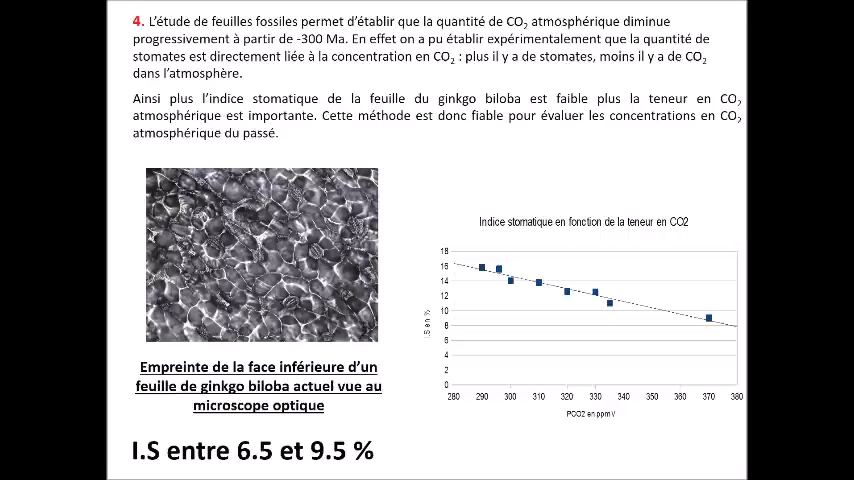 4. L’étude de feuilles fossiles permet d’établir que la quantité de CO2 atmosphérique diminue
progressivement à partir de -300 Ma. En effet on a pu établir expérimentalement que la quantité de
stomates est directement liée à la concentration en CO2 : plus il y a de stomates, moins il y a de CO2
dans l’atmosphère.
Ainsi plus l’indice stomatique de la feuille du ginkgo biloba est faible plus la teneur en CO2
atmosphérique est importante. Cette méthode est donc fiable pour évaluer les concentrations en CO2
atmosphérique du passé.
Indice stomatique en fonction de la teneur en CO2
I.S en %
18
16
14
12
10
8
6
4
2
0
280 290 300 310 320 330 340 350 360 370 380
PCO2 en ppmV
Empreinte de la face inférieure d’un
feuille de ginkgo biloba actuel vue au
microscope optique
I.S entre 6.5 et 9.5 %